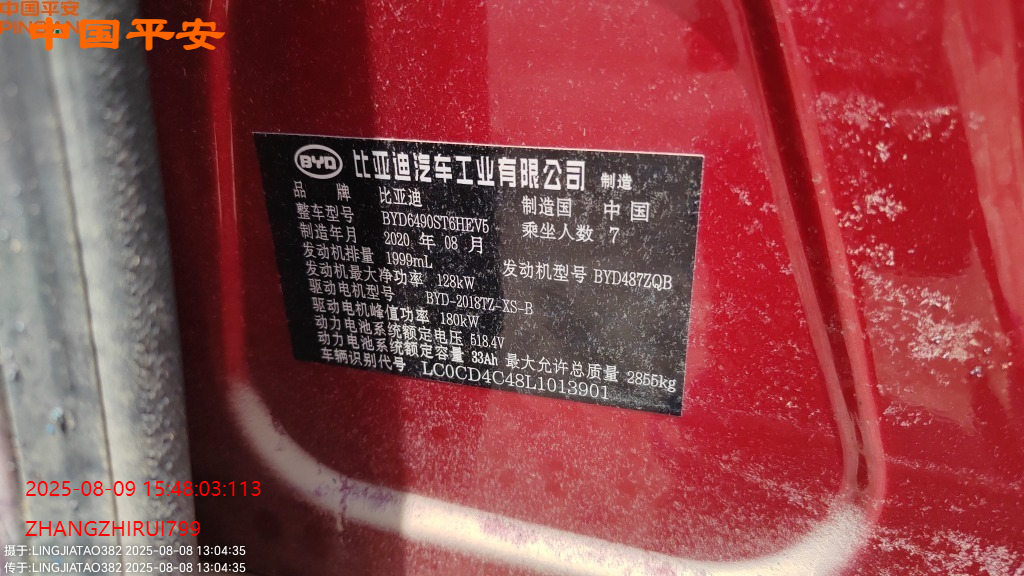 中国平安
PIN
中国平安
BYD 比亚迪汽车工业有限公司 制造
品 牌 比亚迪 制造国 中国
整车型号 BYD6490ST6HEV5 乘坐人数 7
制造年月 2020 年 08 月
发动机排量 1999mL 发动机型号 BYD487ZQB
发动机最大净功率 128kW
驱动电机型号 BYD-2018TZ-XS-B
驱动电机峰值功率 180kW
动力电池系统额定电压 518.4V
动力电池系统额定容量 33Ah 最大允许总质量 2855kg
车辆识别代号 LC0CD4C48L1013901
2025-08-09 15:48:03:113
ZHANGZHIRUI799
摄于:LINGJIATAO382 2025-08-08 13:04:35
传于:LINGJIATAO382 2025-08-08 13:04:35